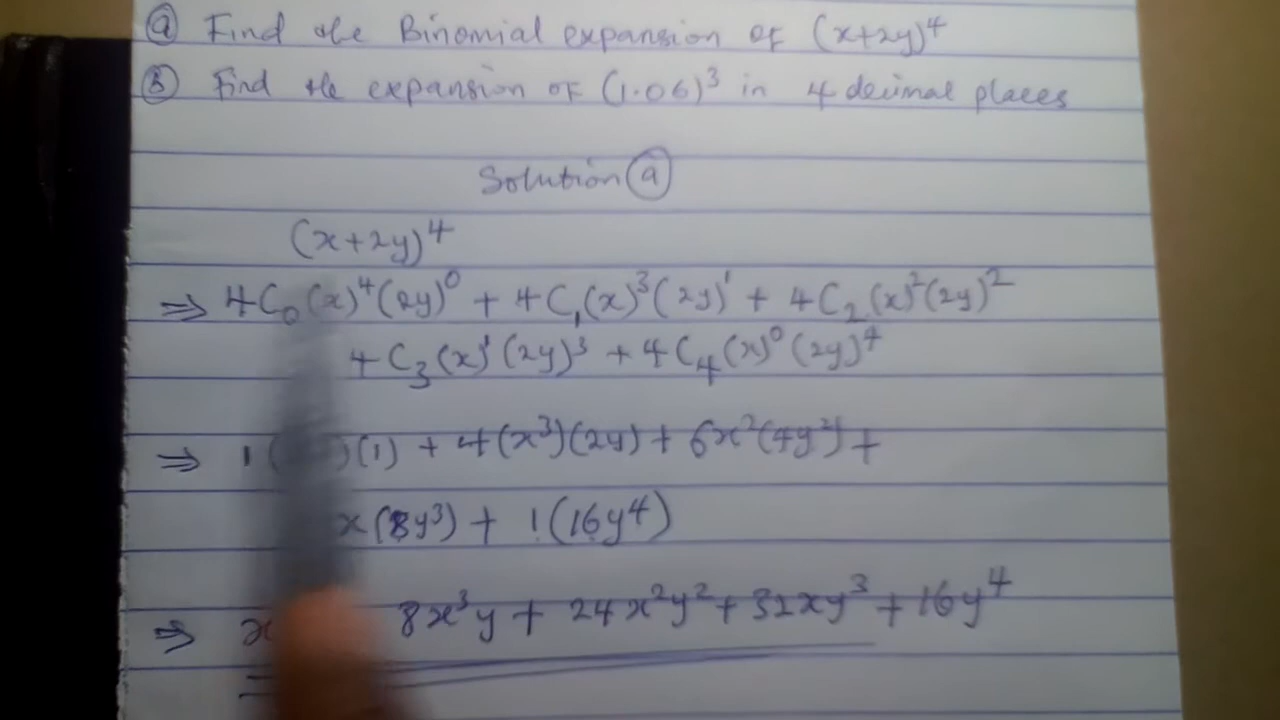 (a) Find the Binomial expansion of (x+2y)⁴
(b) Find the expansion of (1.06)³ in 4 decimal places
Solution (a)
(x+2y)⁴
⇒ 4C₀(x)⁴(2y)⁰ + 4C₁(x)³(2y)¹ + 4C₂(x)²(2y)²
4C₃(x)¹(2y)³ + 4C₄(x)⁰(2y)⁴
⇒ 1( )(1) + 4(x³)(2y) + 6x²(4y²) +
x(8y³) + 1(16y⁴)
⇒ x 8x³y + 24x²y² + 32xy³ + 16y⁴